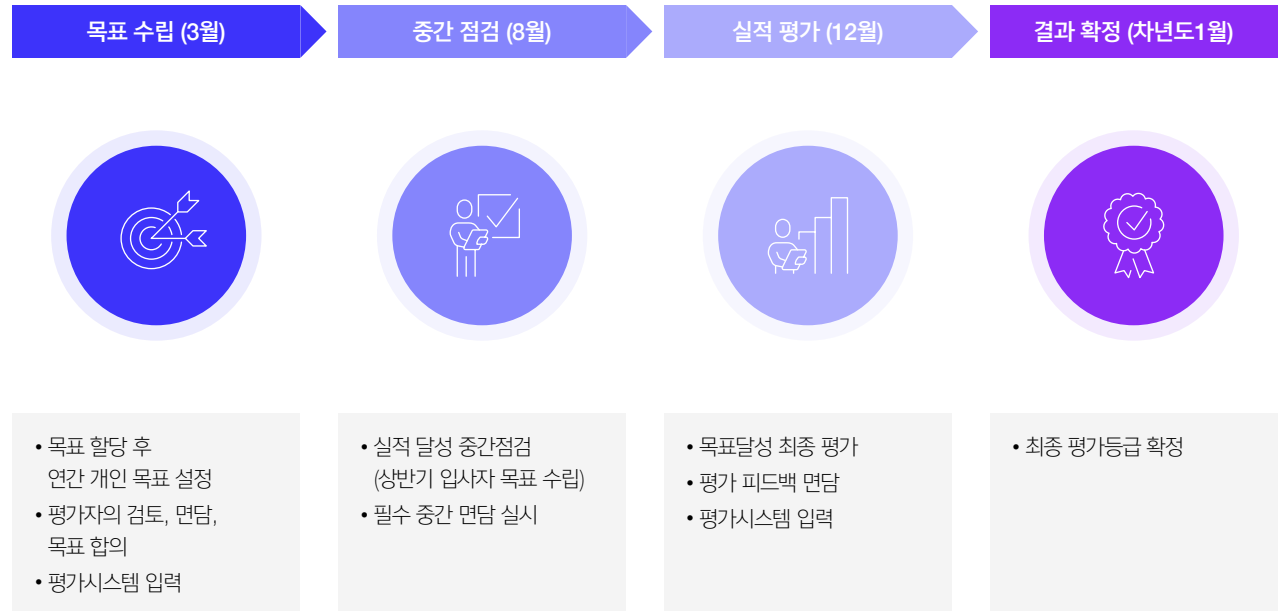 목표 수립 (3월)
중간 점검 (8월)
실적 평가 (12월)
결과 확정 (차년도1월)
• 목표 할당 후
연간 개인 목표 설정
• 평가자의 검토, 면담,
목표 합의
• 평가시스템 입력
• 실적 달성 중간점검
(상반기 입사자 목표 수립)
• 필수 중간 면담 실시
• 목표달성 최종 평가
• 평가 피드백 면담
• 평가시스템 입력
• 최종 평가등급 확정